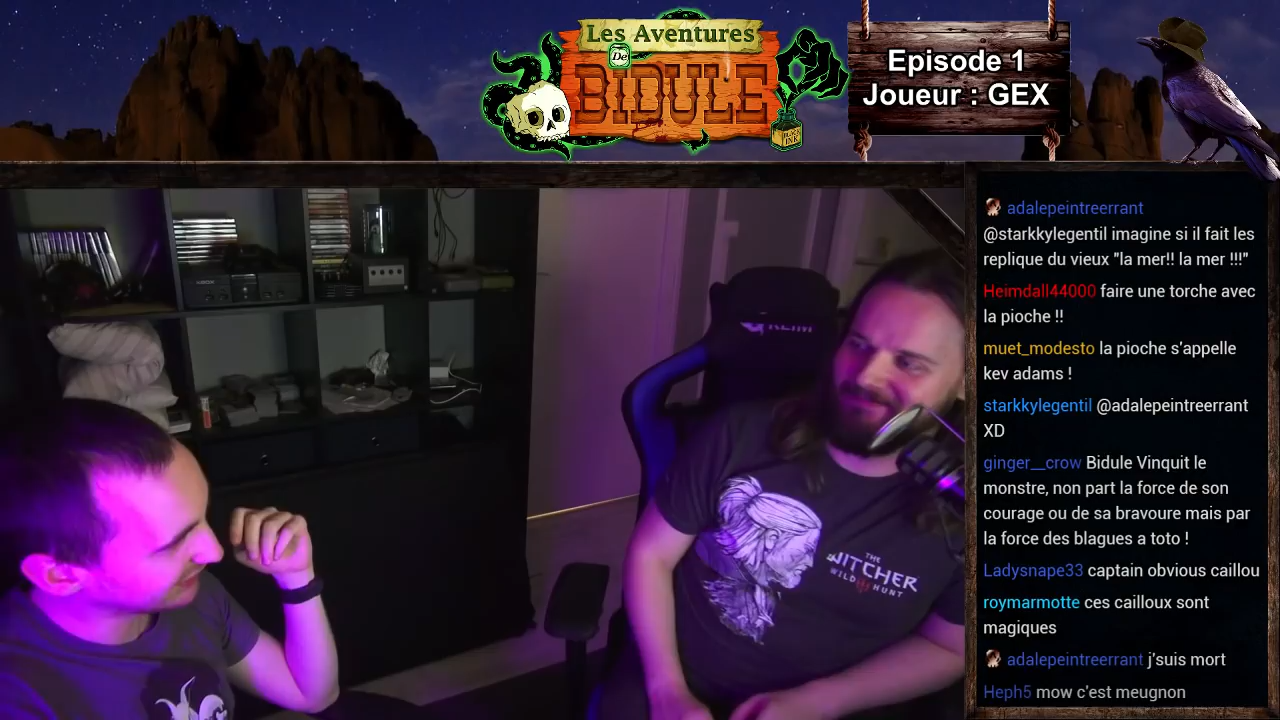 Les Aventures
De
BIDULE
BLACK
INK
Episode 1
Joueur : GEX
adalepeintreerrant
@starkkylegentil imagine si il fait les
replique du vieux "la mer!! la mer !!!"
Heimdall44000 faire une torche avec
la pioche !!
muet_modesto la pioche s'appelle
kev adams !
starkkylegentil @adalepeintreerrant
XD
ginger__crow Bidule Vinquit le
monstre, non part la force de son
courage ou de sa bravoure mais par
la force des blagues a toto !
Ladysnape33 captain obvious caillou
roymarmotte ces cailloux sont
magiques
adalepeintreerrant j'suis mort
Heph5 mow c'est meugnon
THE
WITCHER
WILD HUNT